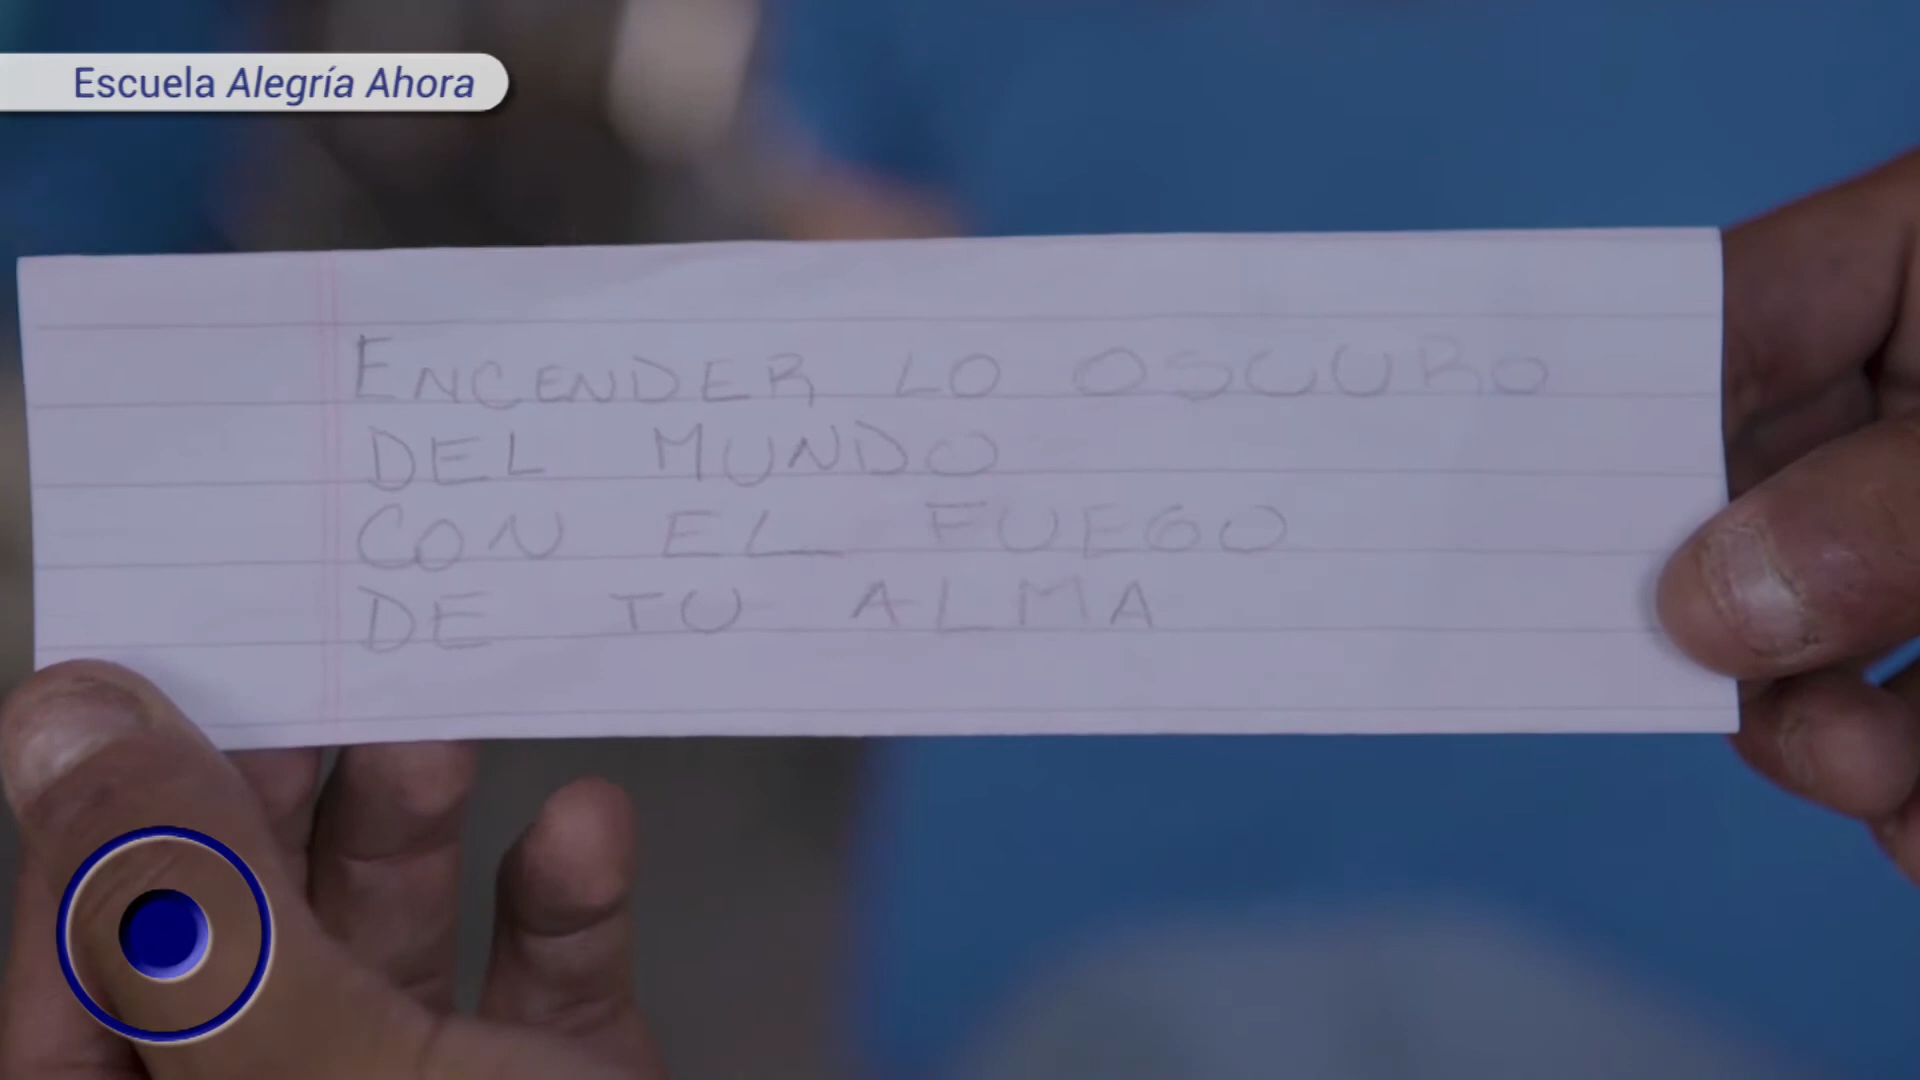 Escuela Alegría Ahora
ENCENDER LO OSCURO
DEL MUNDO
CON EL FUEGO
DE TU ALMA